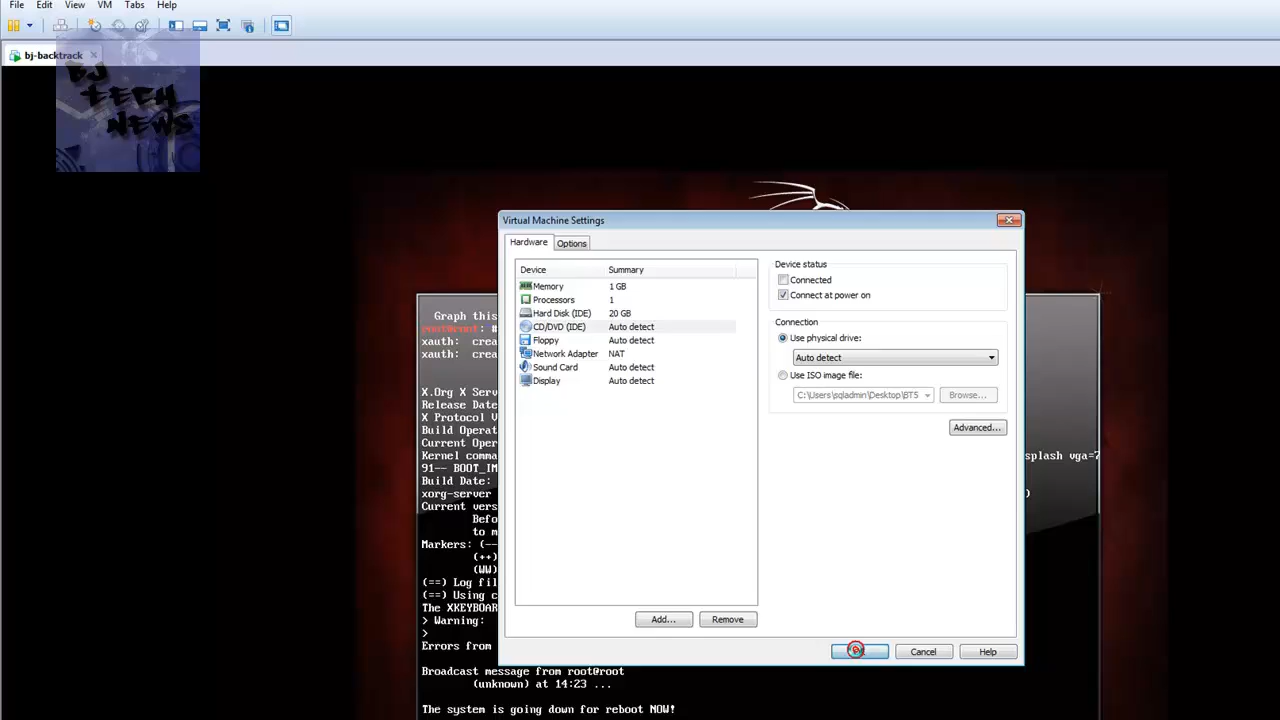 File Edit View VM Tabs Help
bj-backtrack
BJ
TECH
NEWS
Virtual Machine Settings
Hardware Options
Device Summary
Memory 1 GB
Processors 1
Hard Disk (IDE) 20 GB
CD/DVD (IDE) Auto detect
Floppy Auto detect
Network Adapter NAT
Sound Card Auto detect
Display Auto detect
Add... Remove
Device status
Connected
Connect at power on
Connection
Use physical drive:
Auto detect
Use ISO image file:
C:\Users\sqladmin\Desktop\BT5 Browse...
Advanced...
Cancel Help
Graph this
root@root: #
xauth: crea
xauth: crea
X.Org X Serv
Release Date
X Protocol V
Build Operat
Current Oper
Kernel comma splash vga=7
91-- BOOT_IM
Build Date:
xorg-server )
Current vers
Befo
to m
Markers: (--
(++)
(WW)
(==) Log fil
(==) Using c
The XKEYBOAR
> Warning:
>
Errors from
Broadcast message from root@root
(unknown) at 14:23 ...
The system is going down for reboot NOW!